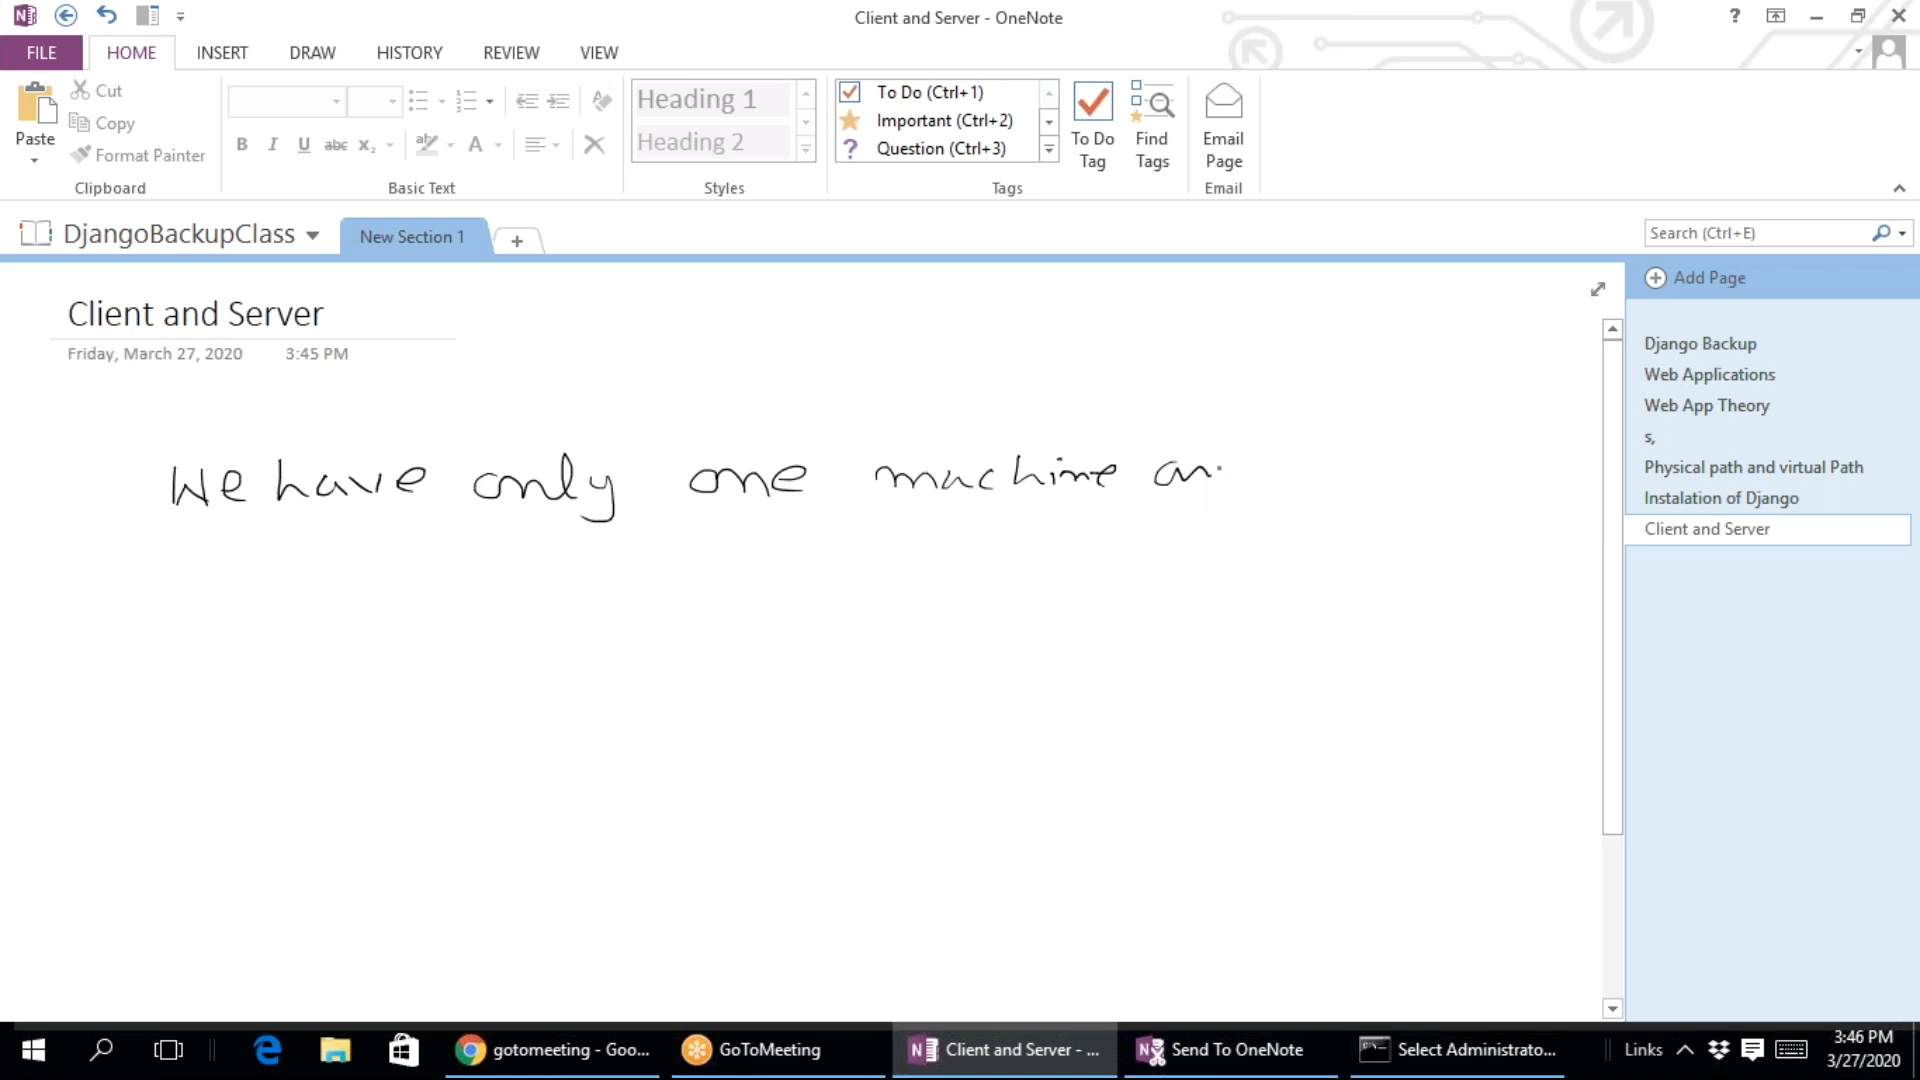 Client and Server - OneNote
?
FILE HOME INSERT DRAW HISTORY REVIEW VIEW
Paste
Cut
Copy
Format Painter
Clipboard
B I U abc x₂ A
Basic Text
Heading 1
Heading 2
Styles
To Do (Ctrl+1)
Important (Ctrl+2)
Question (Ctrl+3)
To Do Tag
Find Tags
Tags
Email Page
Email
DjangoBackupClass
New Section 1
+
Search (Ctrl+E)
Client and Server
Friday, March 27, 2020 3:45 PM
We have only one machine an
Add Page
Django Backup
Web Applications
Web App Theory
s,
Physical path and virtual Path
Instalation of Django
Client and Server
gotomeeting - Goo...
GoToMeeting
Client and Server - ...
Send To OneNote
Select Administrato...
Links
3:46 PM
3/27/2020